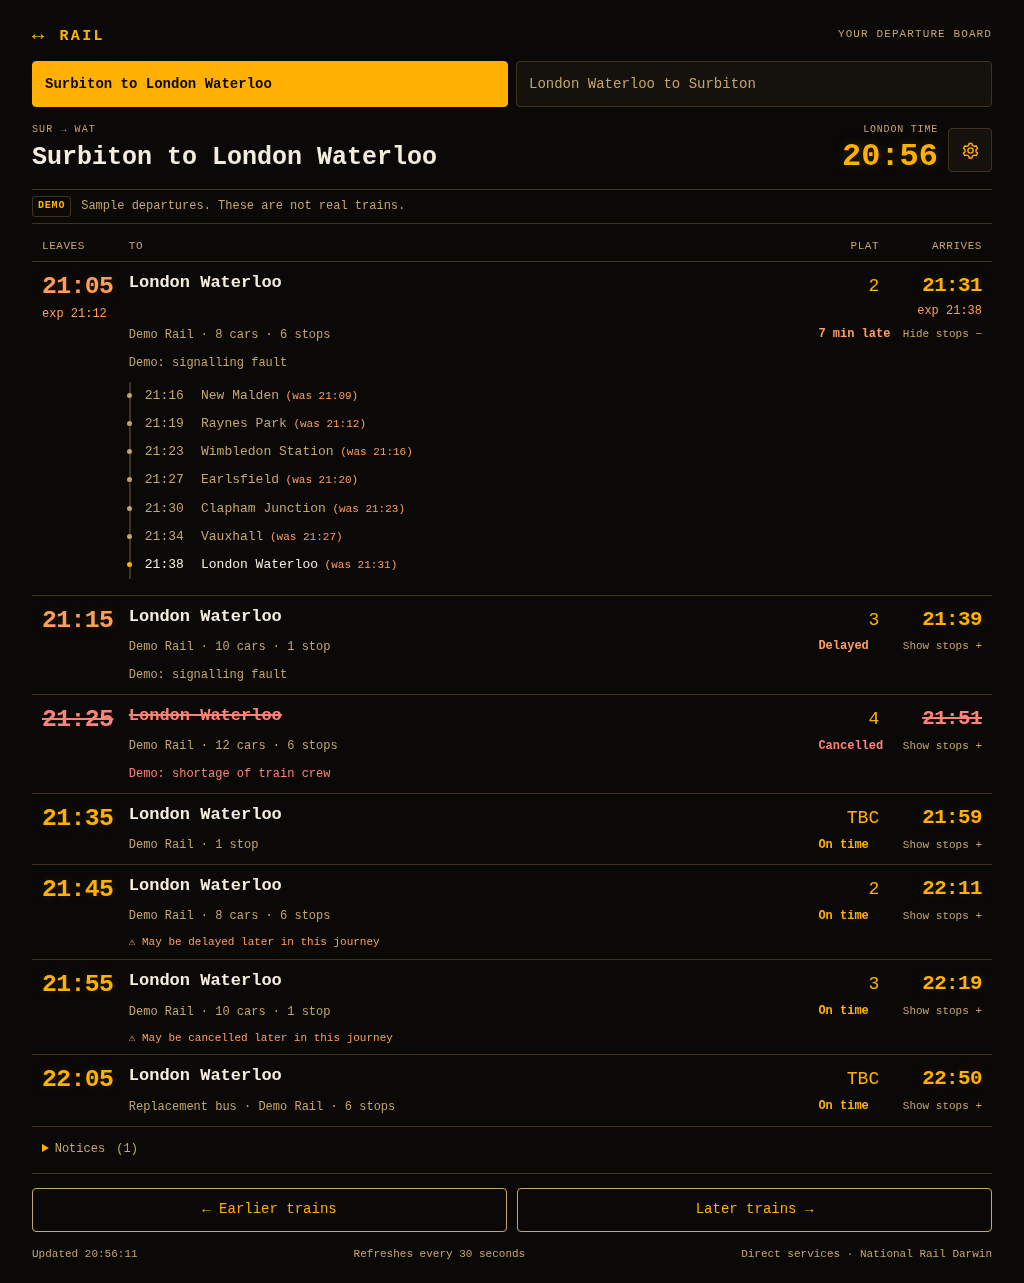 ↔ RAIL YOUR DEPARTURE BOARD
Surbiton to London Waterloo London Waterloo to Surbiton
SUR → WAT LONDON TIME
Surbiton to London Waterloo 20:56
DEMO Sample departures. These are not real trains.
LEAVES TO PLAT ARRIVES
21:05 London Waterloo 2 21:31
exp 21:12 exp 21:38
Demo Rail · 8 cars · 6 stops 7 min late Hide stops −
Demo: signalling fault
21:16 New Malden (was 21:09)
21:19 Raynes Park (was 21:12)
21:23 Wimbledon Station (was 21:16)
21:27 Earlsfield (was 21:20)
21:30 Clapham Junction (was 21:23)
21:34 Vauxhall (was 21:27)
21:38 London Waterloo (was 21:31)
21:15 London Waterloo 3 21:39
Demo Rail · 10 cars · 1 stop Delayed Show stops +
Demo: signalling fault
21:25 London Waterloo 4 21:51
Demo Rail · 12 cars · 6 stops Cancelled Show stops +
Demo: shortage of train crew
21:35 London Waterloo TBC 21:59
Demo Rail · 1 stop On time Show stops +
21:45 London Waterloo 2 22:11
Demo Rail · 8 cars · 6 stops On time Show stops +
⚠ May be delayed later in this journey
21:55 London Waterloo 3 22:19
Demo Rail · 10 cars · 1 stop On time Show stops +
⚠ May be cancelled later in this journey
22:05 London Waterloo TBC 22:50
Replacement bus · Demo Rail · 6 stops On time Show stops +
▶ Notices (1)
← Earlier trains Later trains →
Updated 20:56:11 Refreshes every 30 seconds Direct services · National Rail Darwin